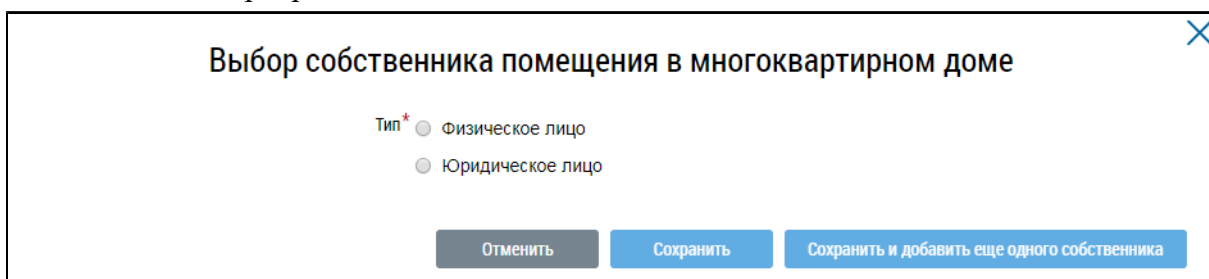 Выбор собственника помещения в многоквартирном доме
Тип* Физическое лицо
Юридическое лицо
Отменить Сохранить Сохранить и добавить еще одного собственника